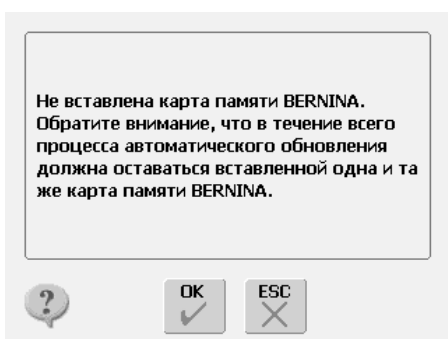 Не вставлена карта памяти BERNINA.
Обратите внимание, что в течение всего
процесса автоматического обновления
должна оставаться вставленной одна и та
же карта памяти BERNINA.
?
OK
ESC